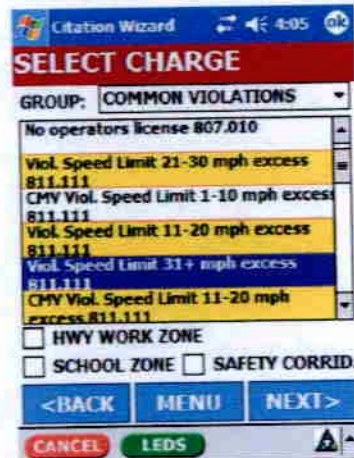 Citation Wizard 4:05 ok
SELECT CHARGE
GROUP: COMMON VIOLATIONS
No operators license 807.010
Viol. Speed Limit 21-30 mph excess
811.111
CMV Viol. Speed Limit 1-10 mph excess
811.111
Viol. Speed Limit 11-20 mph excess
811.111
Viol. Speed Limit 31+ mph excess
811.111
CMV Viol. Speed Limit 11-20 mph
excess 811.111
HWY WORK ZONE
SCHOOL ZONE SAFETY CORRID
<BACK MENU NEXT>
CANCEL LEDS